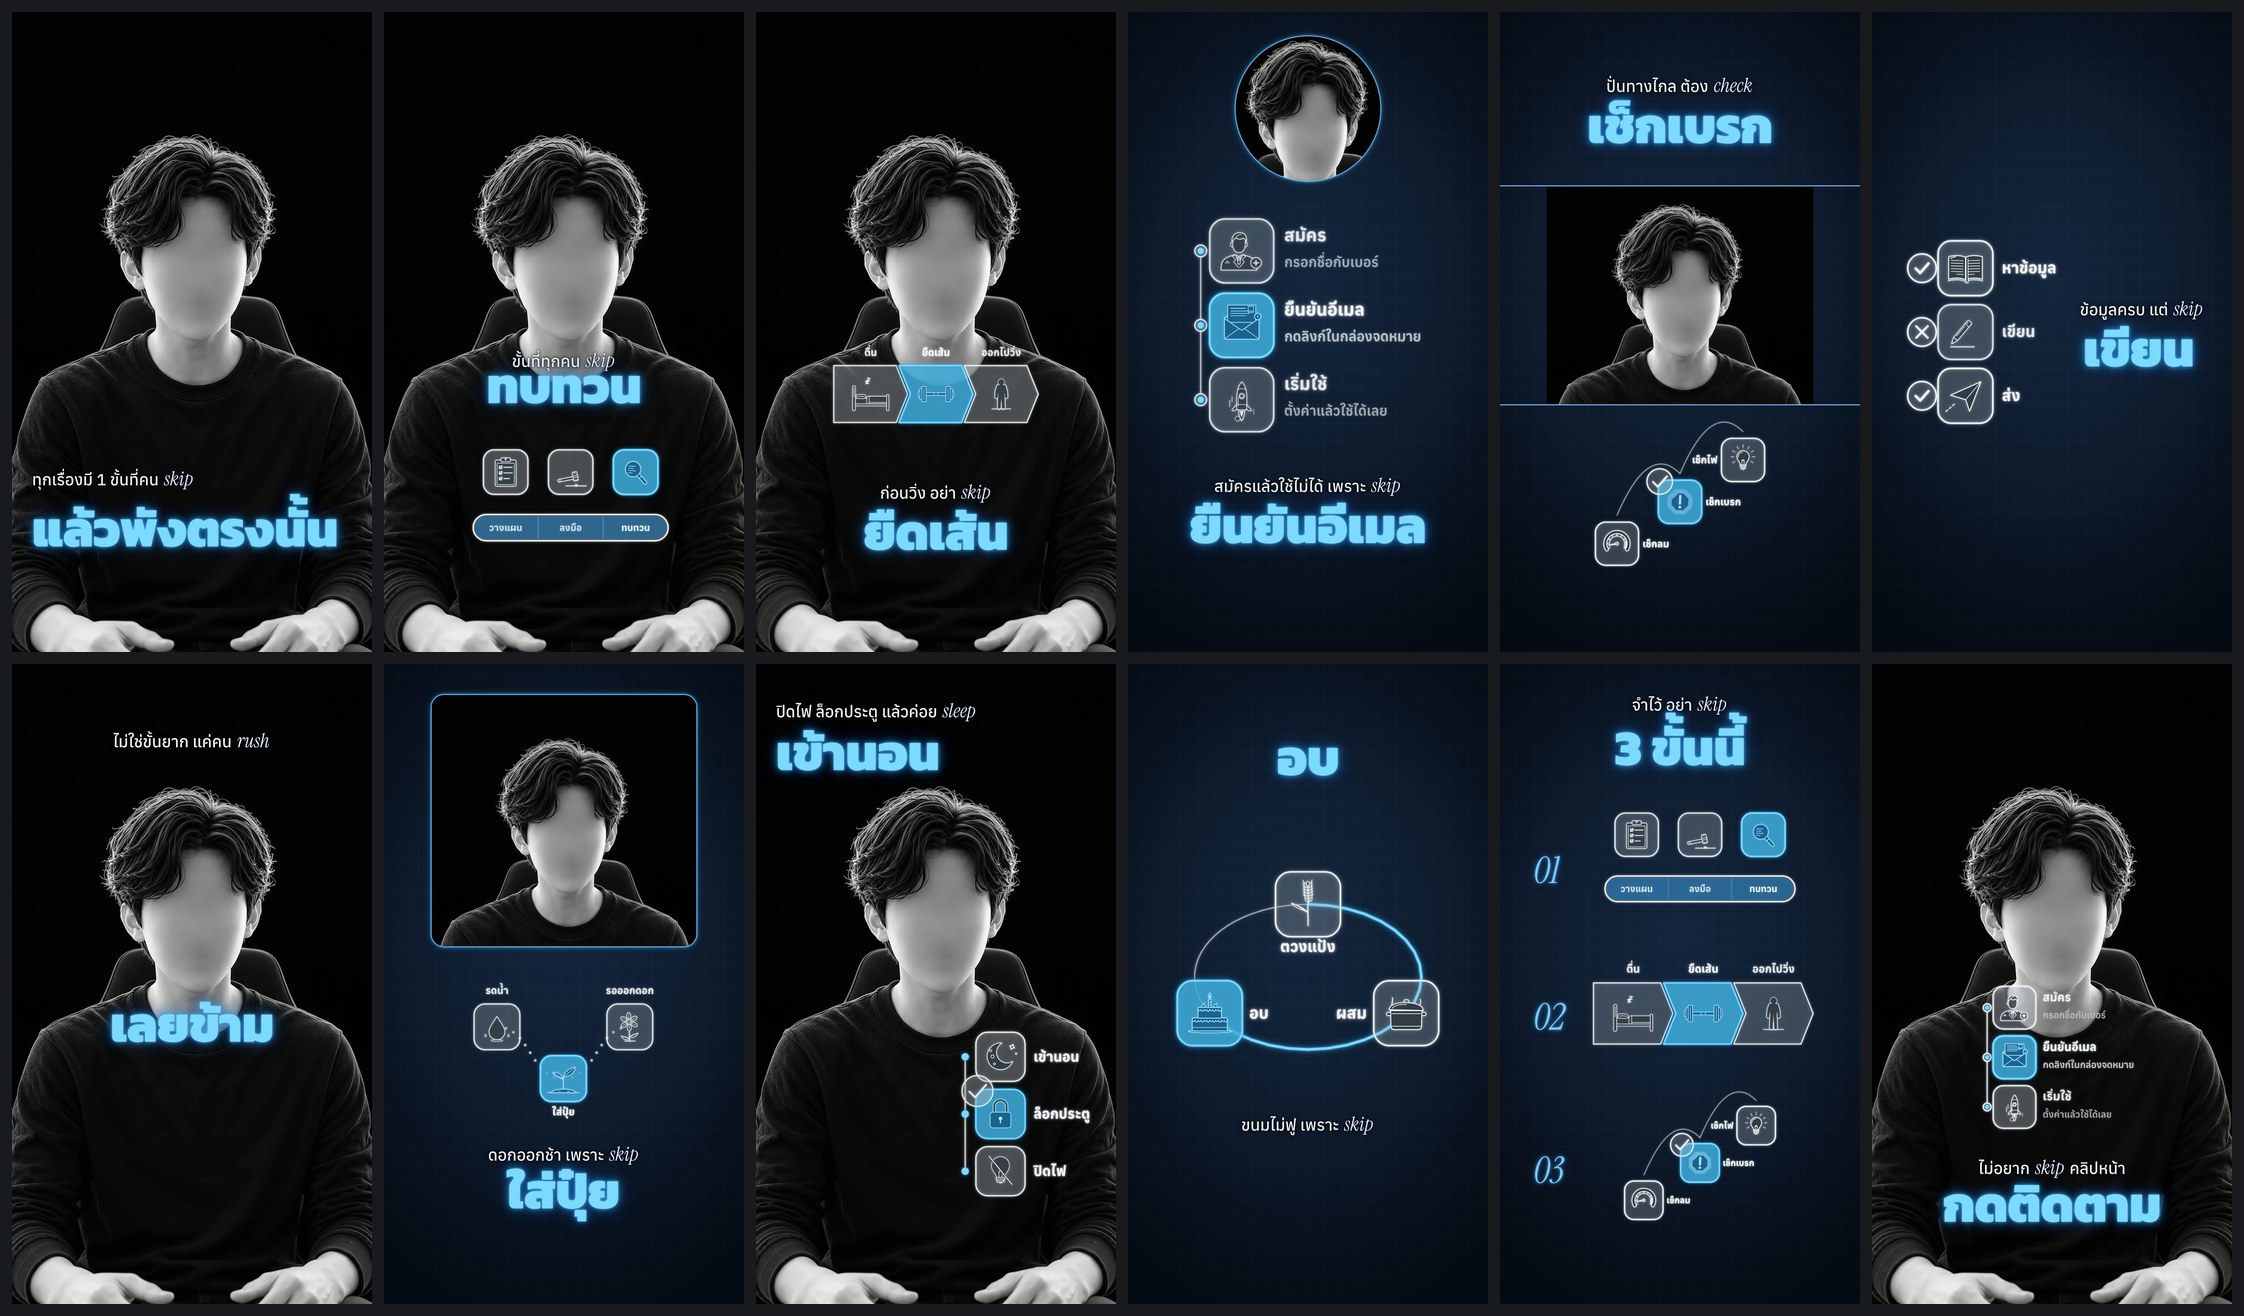 ทุกเรื่องมี 1 ขั้นที่คน skip
แล้วพังตรงนั้น
ขั้นที่ทุกคน skip
ทบทวน
วางแผน
ลงมือ
ทบทวน
ตื่น
ยืดเส้น
ออกไปวิ่ง
ก่อนวิ่ง อย่า skip
ยืดเส้น
สมัคร
กรอกชื่อกับเบอร์
ยืนยันอีเมล
กดลิงก์ในกล่องจดหมาย
เริ่มใช้
ตั้งค่าแล้วใช้ได้เลย
สมัครแล้วใช้ไม่ได้ เพราะ skip
ยืนยันอีเมล
ปั่นทางไกล ต้อง check
เช็กเบรก
เช็กไฟ
เช็กเบรก
เช็กลม
หาข้อมูล
เขียน
ส่ง
ข้อมูลครบ แต่ skip
เขียน
ไม่ใช่ขั้นยาก แค่คน rush
เลยข้าม
รดน้ำ
รอออกดอก
ใส่ปุ๋ย
ดอกออกช้า เพราะ skip
ใส่ปุ๋ย
ปิดไฟ ล็อกประตู แล้วค่อย sleep
เข้านอน
เข้านอน
ล็อกประตู
ปิดไฟ
อบ
ตวงแป้ง
อบ
ผสม
ขนมไม่ฟู เพราะ skip
จำไว้ อย่า skip
3 ขั้นนี้
01
วางแผน
ลงมือ
ทบทวน
02
ตื่น
ยืดเส้น
ออกไปวิ่ง
03
เช็กไฟ
เช็กเบรก
เช็กลม
สมัคร
กรอกชื่อกับเบอร์
ยืนยันอีเมล
กดลิงก์ในกล่องจดหมาย
เริ่มใช้
ตั้งค่าแล้วใช้ได้เลย
ไม่อยาก skip คลิปหน้า
กดติดตาม